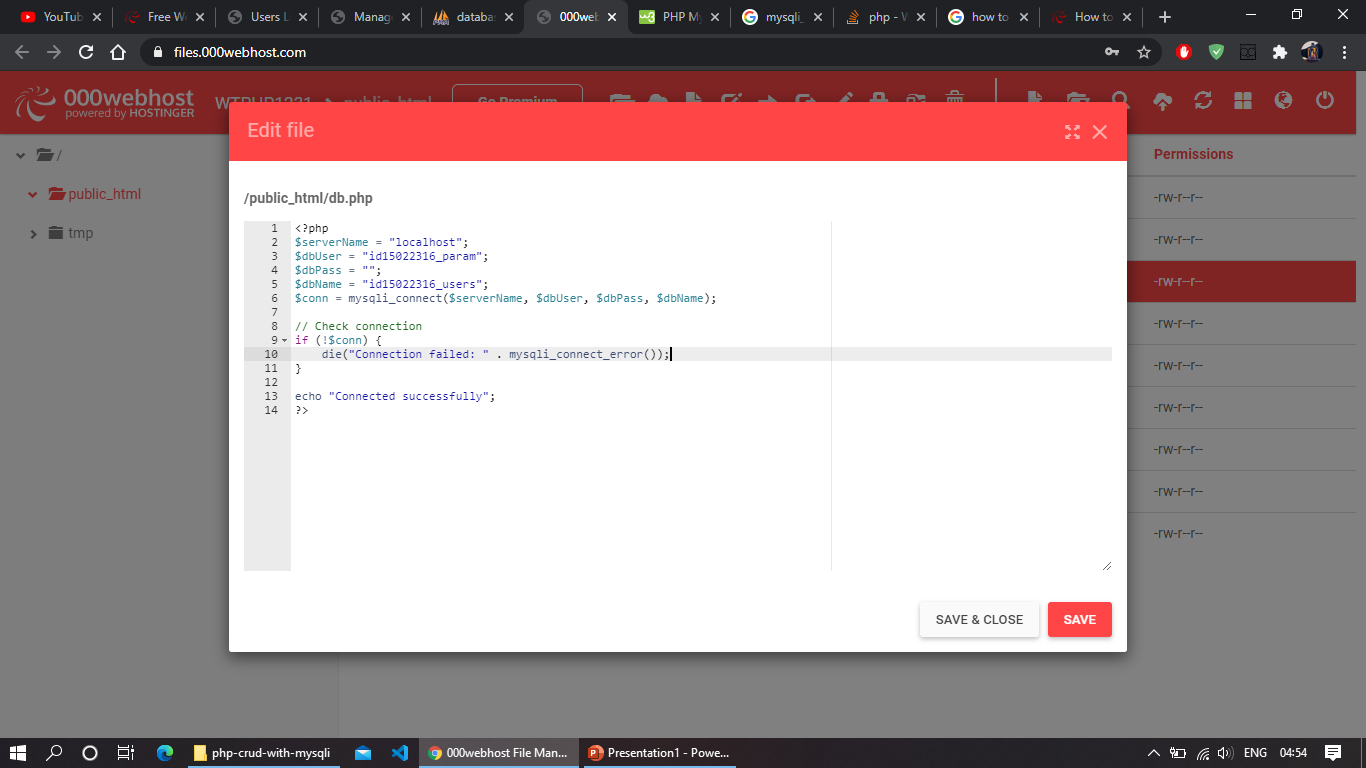 YouTub
Free W
Users L
Manag
databa
000web
PHP M
mysqli_
php - W
how to
How to
files.000webhost.com
000webhost
powered by HOSTINGER
Go Premium
Edit file
/
public_html
tmp
Permissions
-rw-r--r--
-rw-r--r--
-rw-r--r--
-rw-r--r--
-rw-r--r--
-rw-r--r--
-rw-r--r--
-rw-r--r--
-rw-r--r--
/public_html/db.php
1 <?php
2 $serverName = "localhost";
3 $dbUser = "id15022316_param";
4 $dbPass = "";
5 $dbName = "id15022316_users";
6 $conn = mysqli_connect($serverName, $dbUser, $dbPass, $dbName);
7
8 // Check connection
9 if (!$conn) {
10 die("Connection failed: " . mysqli_connect_error());
11 }
12
13 echo "Connected successfully";
14 ?>
SAVE & CLOSE
SAVE
php-crud-with-mysqli
000webhost File Man...
Presentation1 - Powe...
ENG
04:54